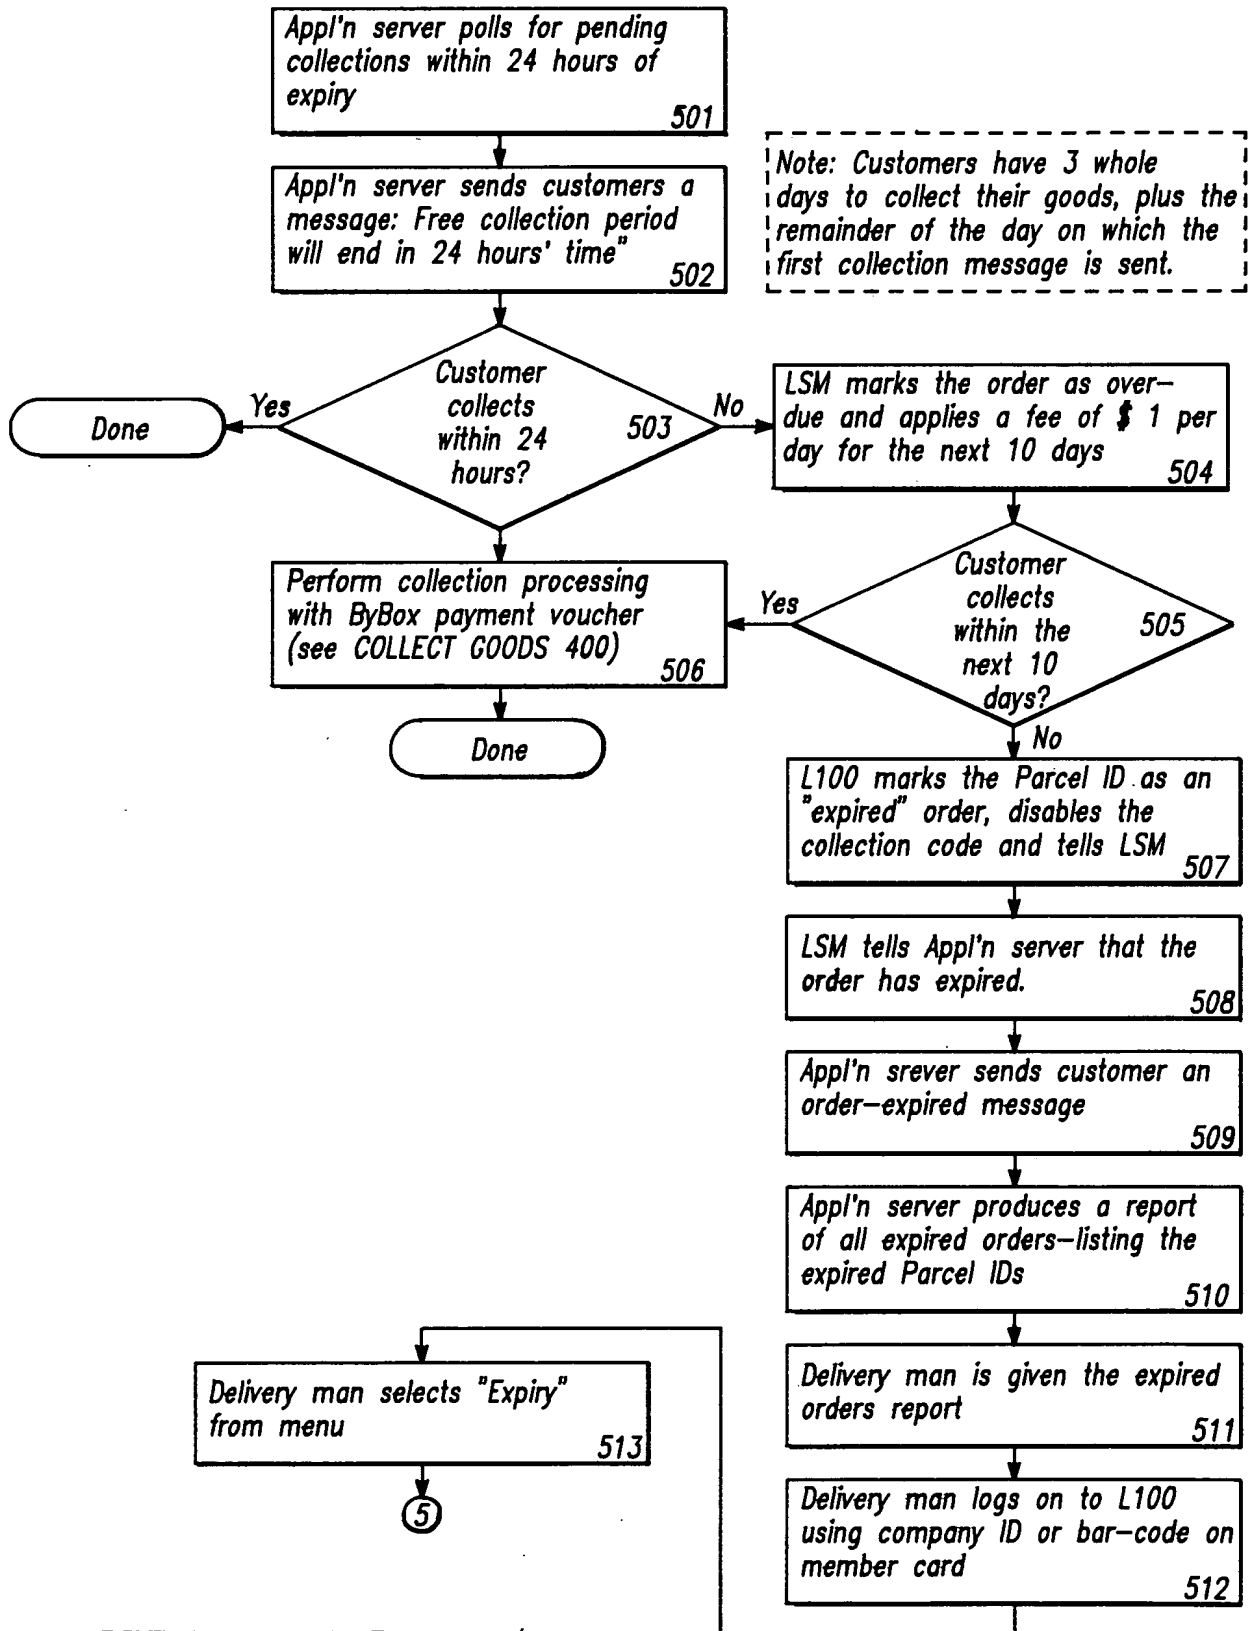 Appl'n server polls for pending
collections within 24 hours of
expiry
501
Appl'n server sends customers a
message: Free collection period
will end in 24 hours' time"
502
Note: Customers have 3 whole
days to collect their goods, plus the
remainder of the day on which the
first collection message is sent.
Customer
collects
within 24
hours?
503
Yes
Done
No
LSM marks the order as over-
due and applies a fee of $ 1 per
day for the next 10 days
504
Customer
collects
within the
next 10
days?
505
Yes
Perform collection processing
with ByBox payment voucher
(see COLLECT GOODS 400)
506
Done
No
L100 marks the Parcel ID as an
"expired" order, disables the
collection code and tells LSM
507
LSM tells Appl'n server that the
order has expired.
508
Appl'n srever sends customer an
order-expired message
509
Appl'n server produces a report
of all expired orders-listing the
expired Parcel IDs
510
Delivery man is given the expired
orders report
511
Delivery man logs on to L100
using company ID or bar-code on
member card
512
Delivery man selects "Expiry"
from menu
513
5